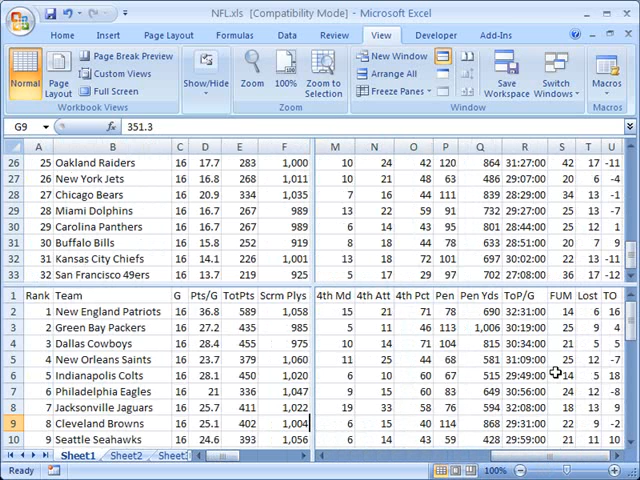 NFL.xls [Compatibility Mode] - Microsoft Excel
Home Insert Page Layout Formulas Data Review View Developer Add-Ins
Normal Page Layout Page Break Preview Custom Views Full Screen Show/Hide Zoom 100% Zoom to Selection New Window Arrange All Freeze Panes Save Workspace Switch Windows Macros
Workbook Views Zoom Window Macros
G9 fx 351.3
A B C D E F M N O P Q R S T U
26 25 Oakland Raiders 16 17.7 283 1,000 10 24 42 120 864 31:27:00 42 17 -11
27 26 New York Jets 16 16.8 268 1,011 10 21 48 63 486 29:07:00 20 6 -4
28 27 Chicago Bears 16 20.9 334 1,035 7 16 44 111 839 28:29:00 34 13 -1
29 28 Miami Dolphins 16 16.7 267 989 13 22 59 91 732 29:27:00 25 13 -7
30 29 Carolina Panthers 16 16.7 267 989 6 14 43 95 801 28:44:00 25 12 1
31 30 Buffalo Bills 16 15.8 252 919 8 18 44 78 633 28:51:00 20 7 9
32 31 Kansas City Chiefs 16 14.1 226 1,001 13 18 72 101 697 30:31:00 25 12 -11
33 32 San Francisco 49ers 16 13.7 219 925 5 17 29 97 702 27:08:00 36 17 -12
1 Rank Team G Pts/G TotPts Scrm Plys 4th Md 4th Att 4th Pct Pen Pen Yds ToP/G FUM Lost TO
2 1 New England Patriots 16 36.8 589 1,058 15 21 71 78 690 32:31:00 14 6 16
3 2 Green Bay Packers 16 27.2 435 985 5 11 46 113 1,006 30:19:00 25 9 4
4 3 Dallas Cowboys 16 28.4 455 975 10 14 71 104 815 30:34:00 21 5 5
5 4 New Orleans Saints 16 23.7 379 1,060 11 25 44 68 581 31:09:00 25 12 -7
6 5 Indianapolis Colts 16 28.1 450 1,020 6 10 60 67 515 29:49:00 14 5 18
7 6 Philadelphia Eagles 16 21 336 1,047 9 15 60 83 649 30:56:00 24 12 -8
8 7 Jacksonville Jaguars 16 25.7 411 1,022 19 33 58 76 594 32:08:00 18 13 9
9 8 Cleveland Browns 16 25.1 402 1,004 6 15 40 114 868 29:31:00 22 9 -2
10 9 Seattle Seahawks 16 24.6 393 1,056 6 14 43 59 428 29:59:00 21 11 10
Sheet1 Sheet2 Sheet3
Ready 100%